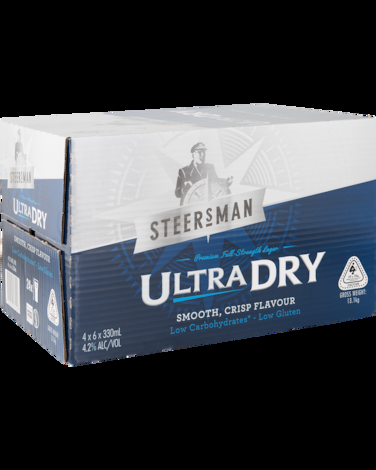 STEERSMAN
Premium Full-Strength Lager
ULTRA DRY
SMOOTH, CRISP FLAVOUR
Low Carbohydrates* - Low Gluten
4 x 6 x 330mL
4.2% ALC/VOL
4
GROSS WEIGHT:
ULTRA DRY
SMOOTH, CRISP FLAVOUR